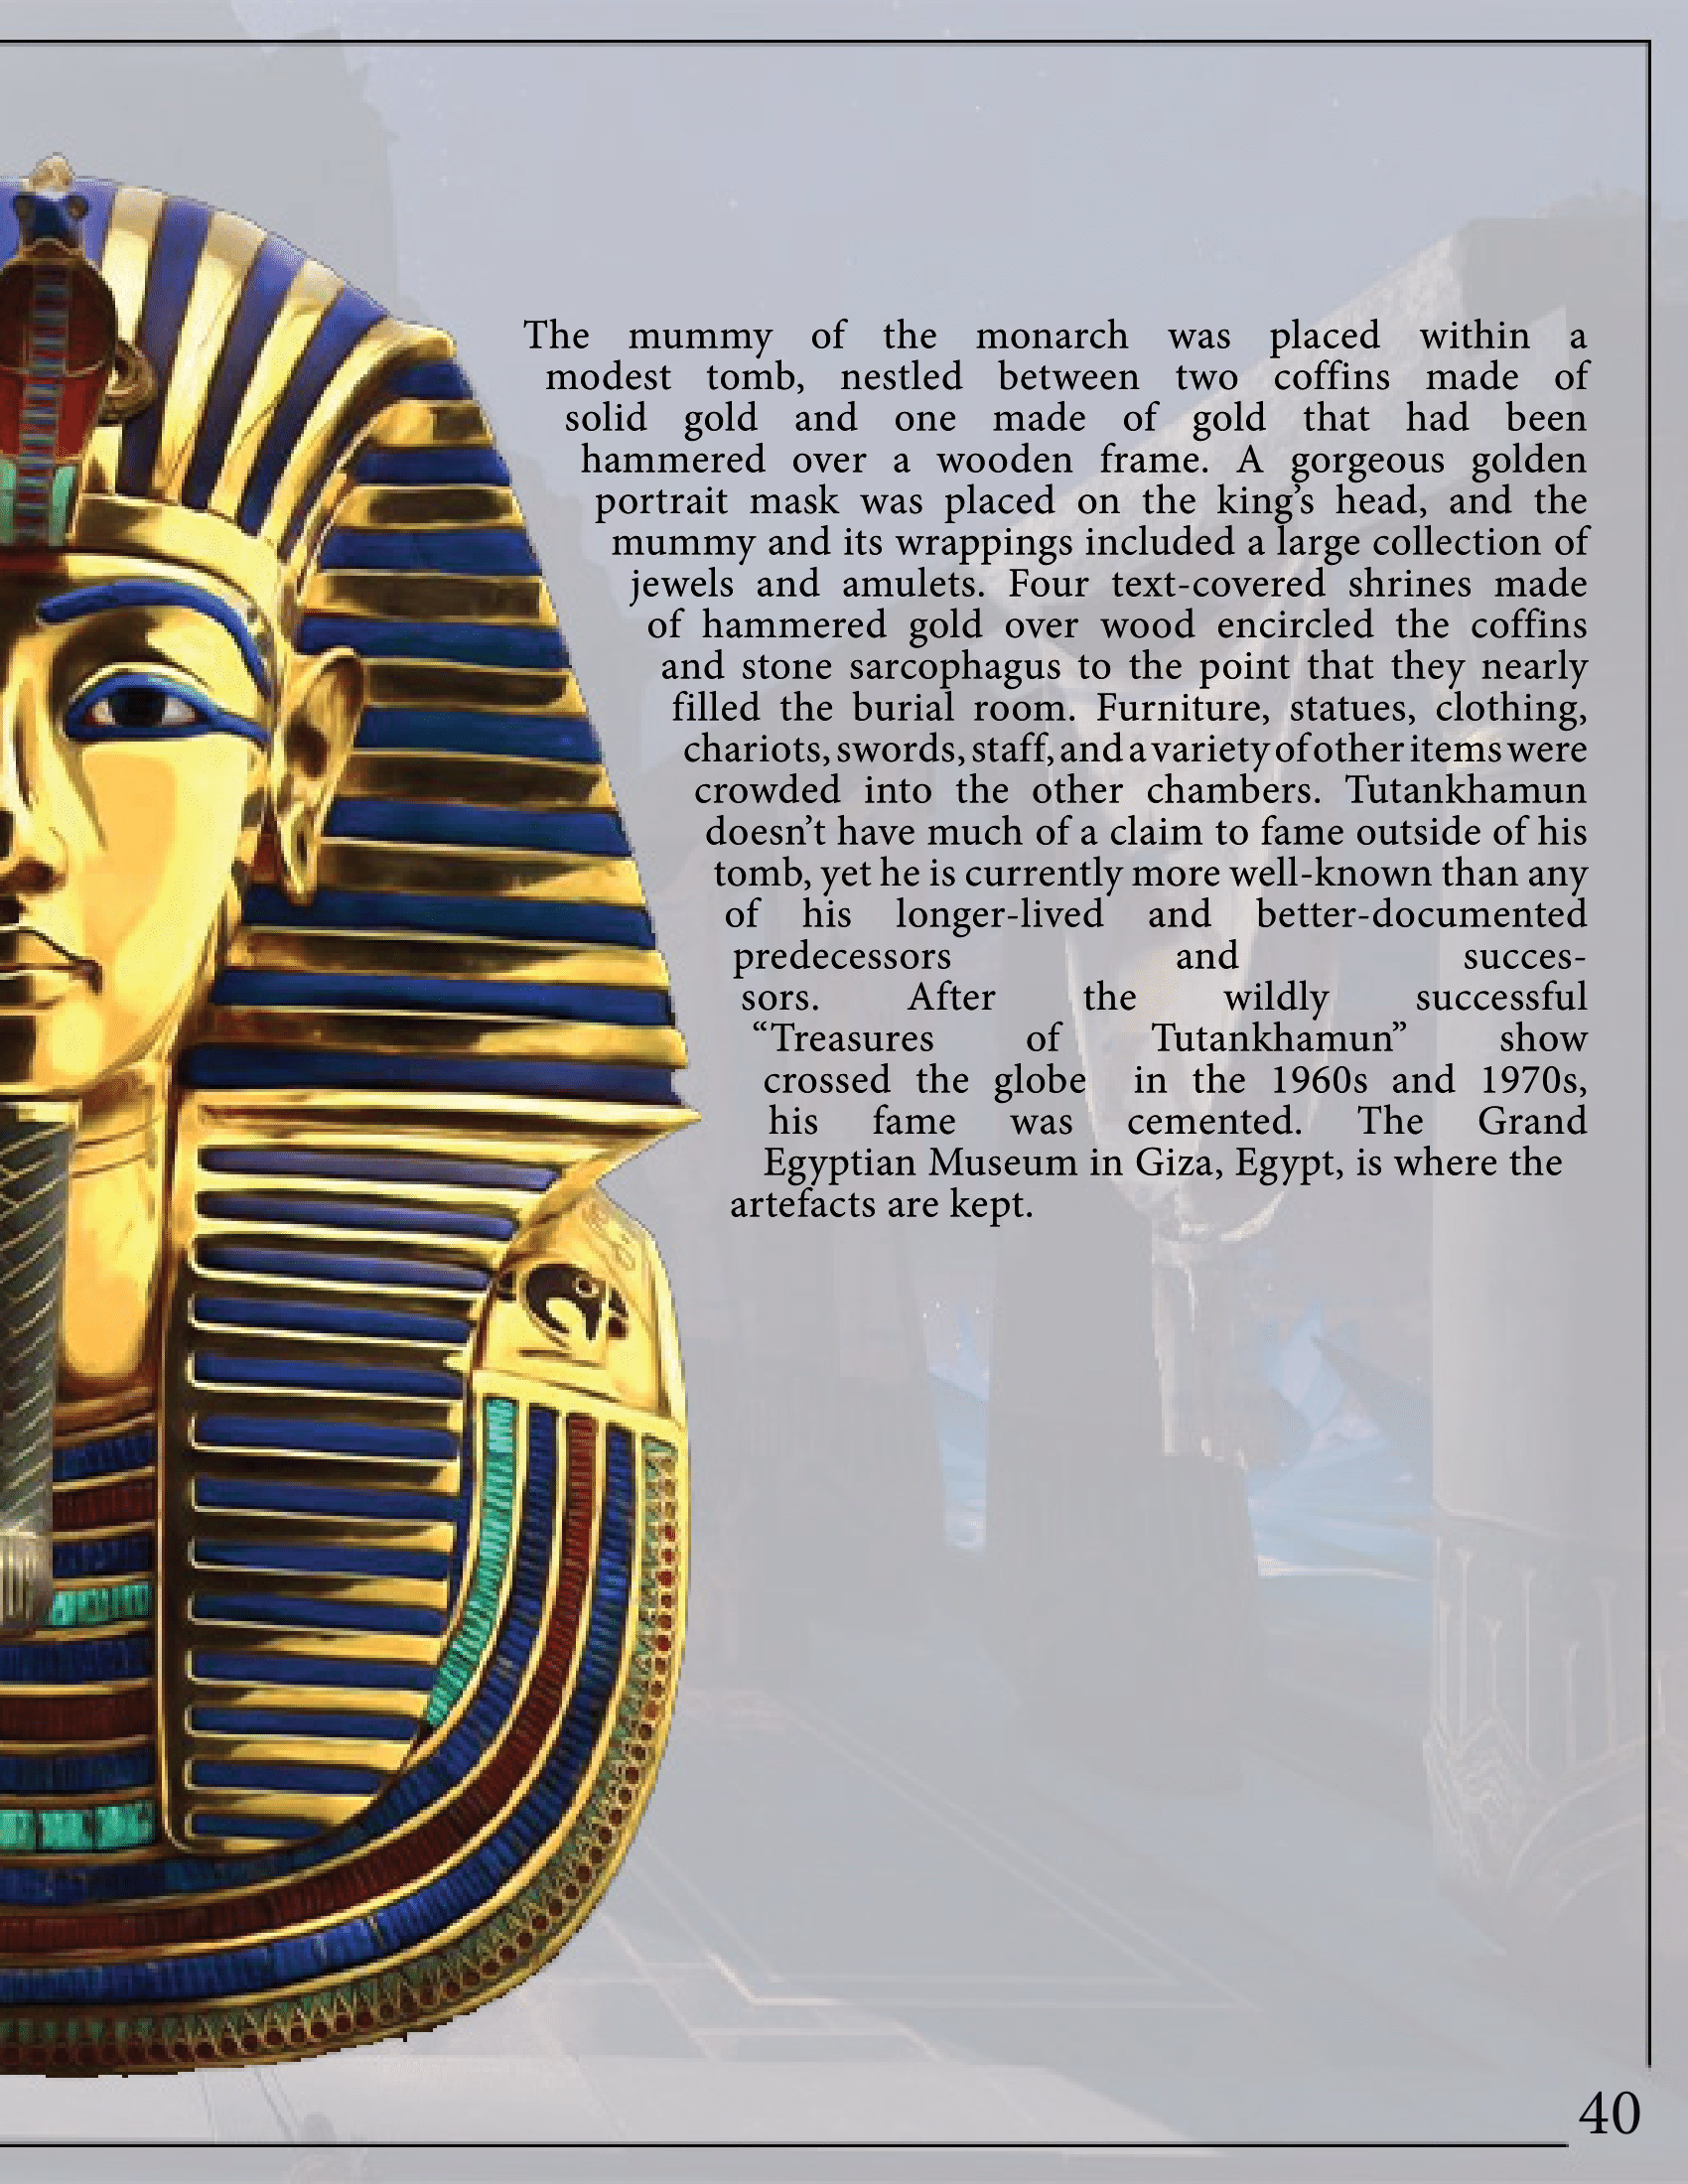 The mummy of the monarch was placed within a
modest tomb, nestled between two coffins made of
solid gold and one made of gold that had been
hammered over a wooden frame. A gorgeous golden
portrait mask was placed on the king’s head, and the
mummy and its wrappings included a large collection of
jewels and amulets. Four text-covered shrines made
of hammered gold over wood encircled the coffins
and stone sarcophagus to the point that they nearly
filled the burial room. Furniture, statues, clothing,
chariots, swords, staff, and a variety of other items were
crowded into the other chambers. Tutankhamun
doesn’t have much of a claim to fame outside of his
tomb, yet he is currently more well-known than any
of his longer-lived and better-documented
predecessors and succes-
sors. After the wildly successful
“Treasures of Tutankhamun” show
crossed the globe in the 1960s and 1970s,
his fame was cemented. The Grand
Egyptian Museum in Giza, Egypt, is where the
artefacts are kept.
40